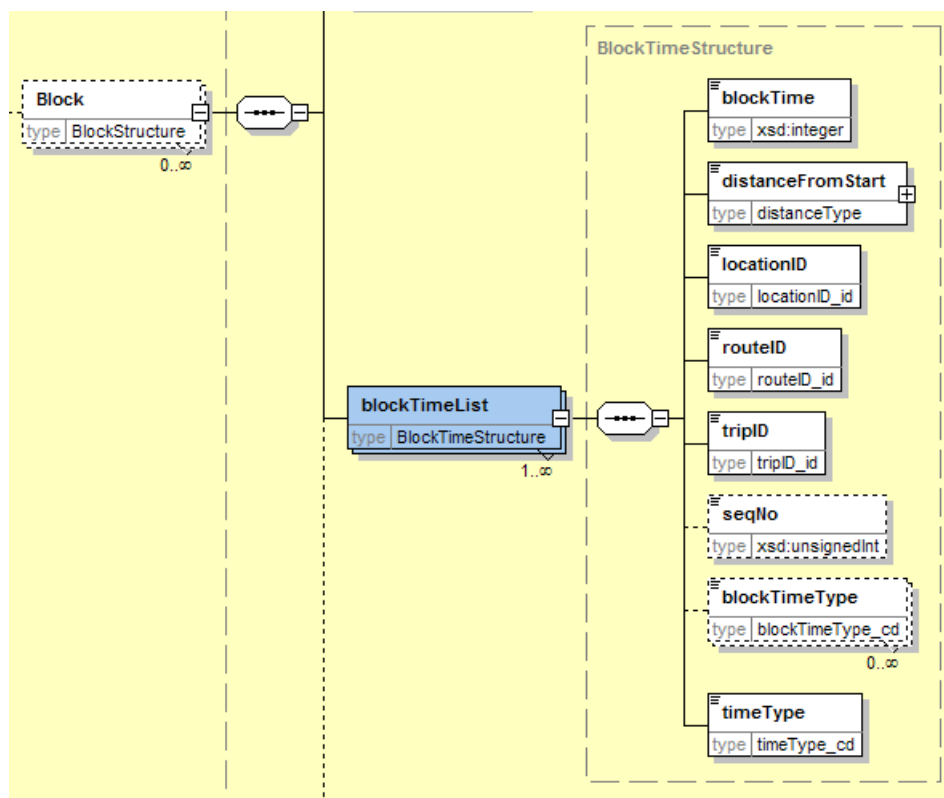 BlockTimeStructure
Block
type BlockStructure
0..∞
blockTime
type xsd:integer
distanceFromStart
type distanceType
locationID
type locationID_id
routeID
type routeID_id
blockTimeList
type BlockTimeStructure
1..∞
tripID
type tripID_id
seqNo
type xsd:unsignedInt
blockTimeType
type blockTimeType_cd
0..∞
timeType
type timeType_cd